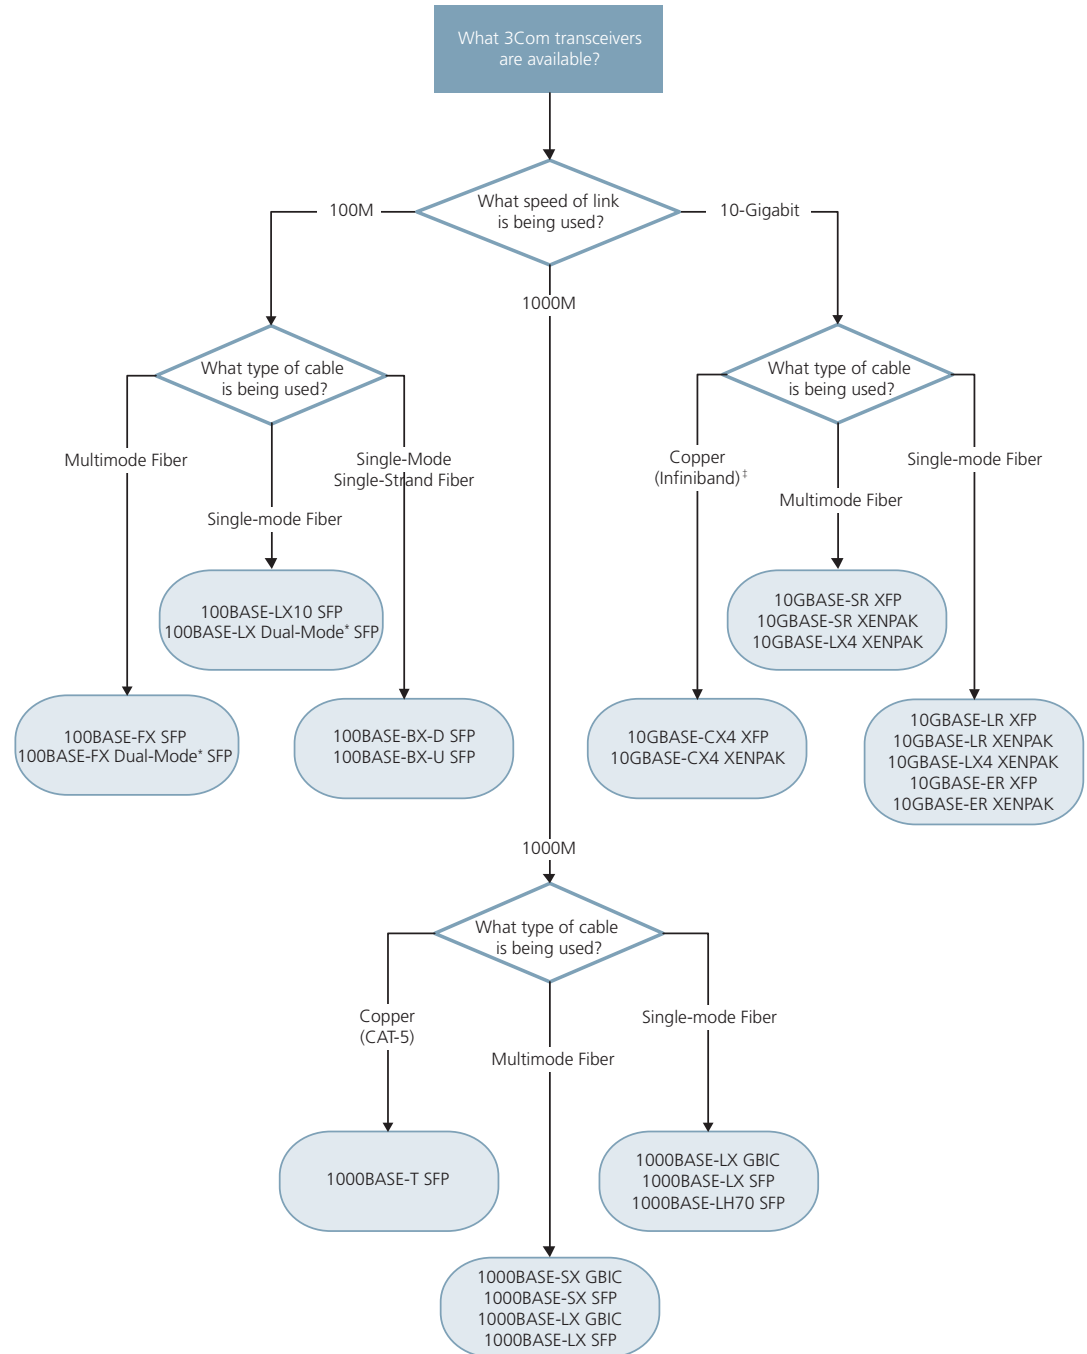 What 3Com transceivers
are available?
What speed of link
is being used?
100M
10-Gigabit
1000M
What type of cable
is being used?
Multimode Fiber
Single-mode Fiber
Single-Mode
Single-Strand Fiber
100BASE-LX10 SFP
100BASE-LX Dual-Mode* SFP
100BASE-FX SFP
100BASE-FX Dual-Mode* SFP
100BASE-BX-D SFP
100BASE-BX-U SFP
What type of cable
is being used?
Copper
(Infiniband)‡
Multimode Fiber
Single-mode Fiber
10GBASE-SR XFP
10GBASE-SR XENPAK
10GBASE-LX4 XENPAK
10GBASE-CX4 XFP
10GBASE-CX4 XENPAK
10GBASE-LR XFP
10GBASE-LR XENPAK
10GBASE-LX4 XENPAK
10GBASE-ER XFP
10GBASE-ER XENPAK
1000M
What type of cable
is being used?
Copper
(CAT-5)
Multimode Fiber
Single-mode Fiber
1000BASE-T SFP
1000BASE-LX GBIC
1000BASE-LX SFP
1000BASE-LH70 SFP
1000BASE-SX GBIC
1000BASE-SX SFP
1000BASE-LX GBIC
1000BASE-LX SFP